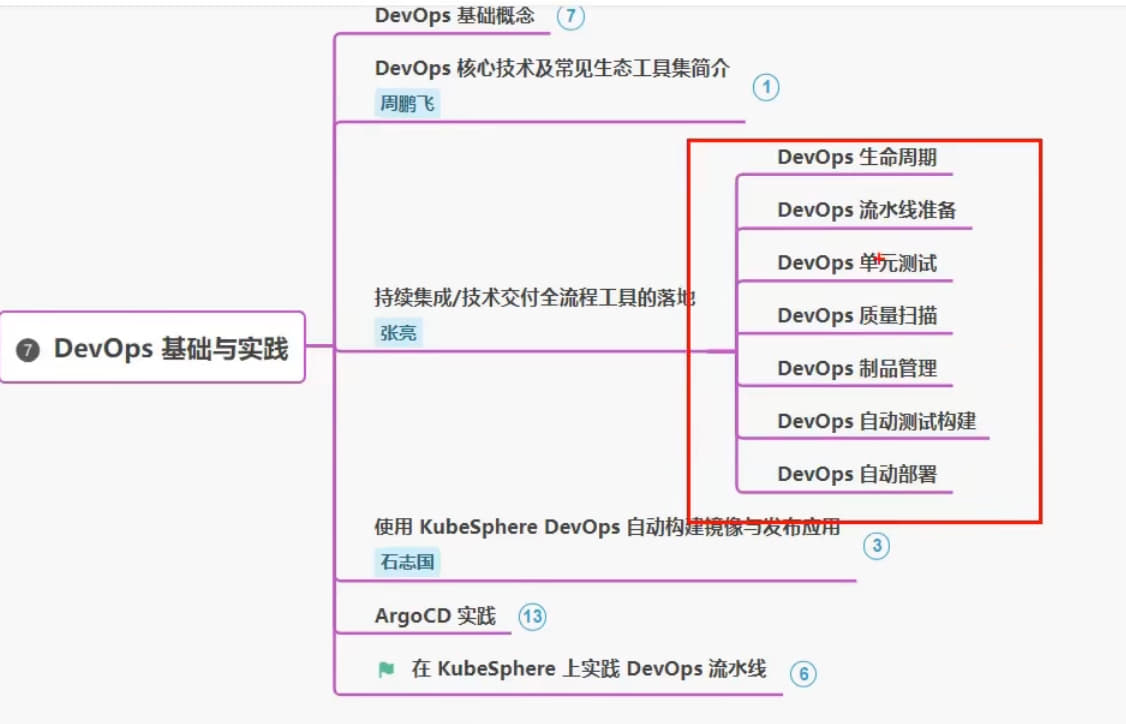 DevOps 基础概念 7
DevOps 核心技术及常见生态工具集简介 1
周鹏飞
DevOps 生命周期
DevOps 流水线准备
DevOps 单元测试
持续集成/技术交付全流程工具的落地
张亮
DevOps 质量扫描
7 DevOps 基础与实践
DevOps 制品管理
DevOps 自动测试构建
DevOps 自动部署
使用 KubeSphere DevOps 自动构建镜像与发布应用 3
石志国
ArgoCD 实践 13
在 KubeSphere 上实践 DevOps 流水线 6